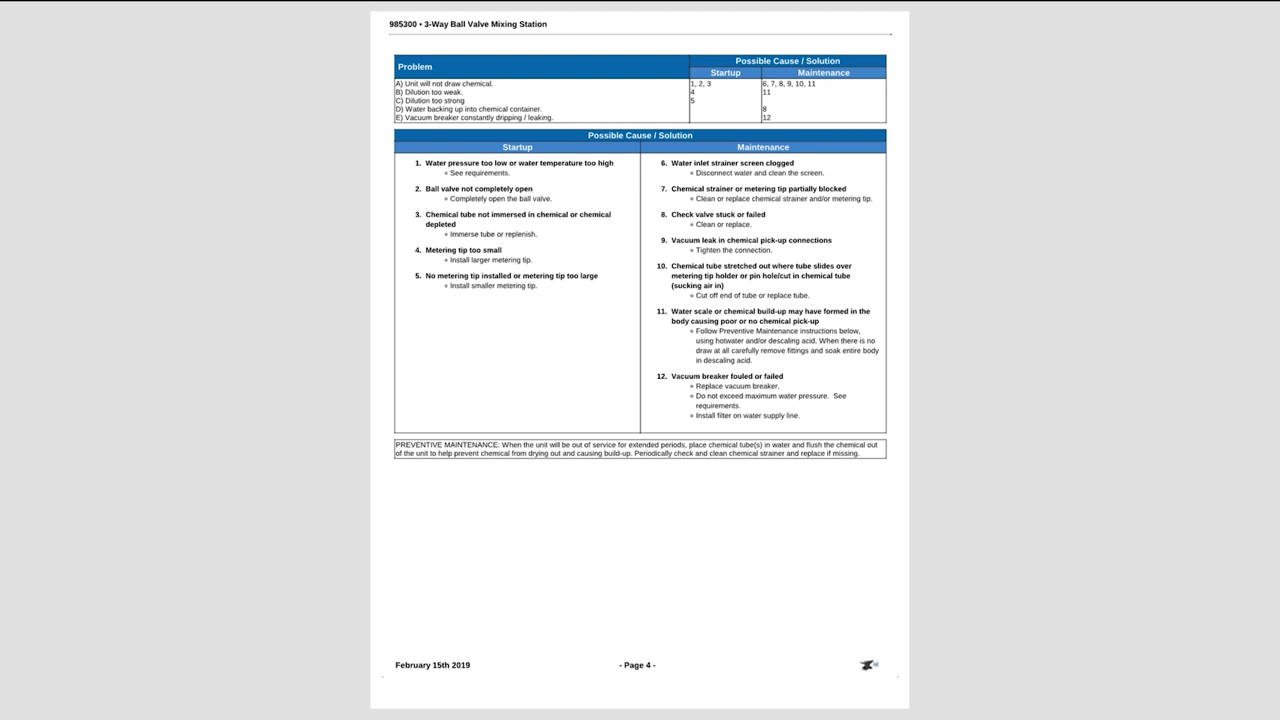 985300 • 3-Way Ball Valve Mixing Station
Problem
Possible Cause / Solution
Startup
Maintenance
A) Unit will not draw chemical. 1, 2, 3 6, 7, 8, 9, 10, 11
B) Dilution too weak. 4 11
C) Dilution too strong 5
D) Water backing up into chemical container. 8
E) Vacuum breaker constantly dripping / leaking. 12
Possible Cause / Solution
Startup
1. Water pressure too low or water temperature too high
See requirements.
2. Ball valve not completely open
Completely open the ball valve.
3. Chemical tube not immersed in chemical or chemical
depleted
Immerse tube or replenish.
4. Metering tip too small
Install larger metering tip.
5. No metering tip installed or metering tip too large
Install smaller metering tip.
Maintenance
6. Water inlet strainer screen clogged
Disconnect water and clean the screen.
7. Chemical strainer or metering tip partially blocked
Clean or replace chemical strainer and/or metering tip.
8. Check valve stuck or failed
Clean or replace.
9. Vacuum leak in chemical pick-up connections
Tighten the connection.
10. Chemical tube stretched out where tube slides over
metering tip holder or pin hole/cut in chemical tube
(sucking air in)
Cut off end of tube or replace tube.
11. Water scale or chemical build-up may have formed in the
body causing poor or no chemical pick-up
Follow Preventive Maintenance instructions below,
using hotwater and/or descaling acid. When there is no
draw at all carefully remove fittings and soak entire body
in descaling acid.
12. Vacuum breaker fouled or failed
Replace vacuum breaker.
Do not exceed maximum water pressure. See
requirements.
Install filter on water supply line.
PREVENTIVE MAINTENANCE: When the unit will be out of service for extended periods, place chemical tube(s) in water and flush the chemical out
of the unit to help prevent chemical from drying out and causing build-up. Periodically check and clean chemical strainer and replace if missing.
February 15th 2019
- Page 4 -